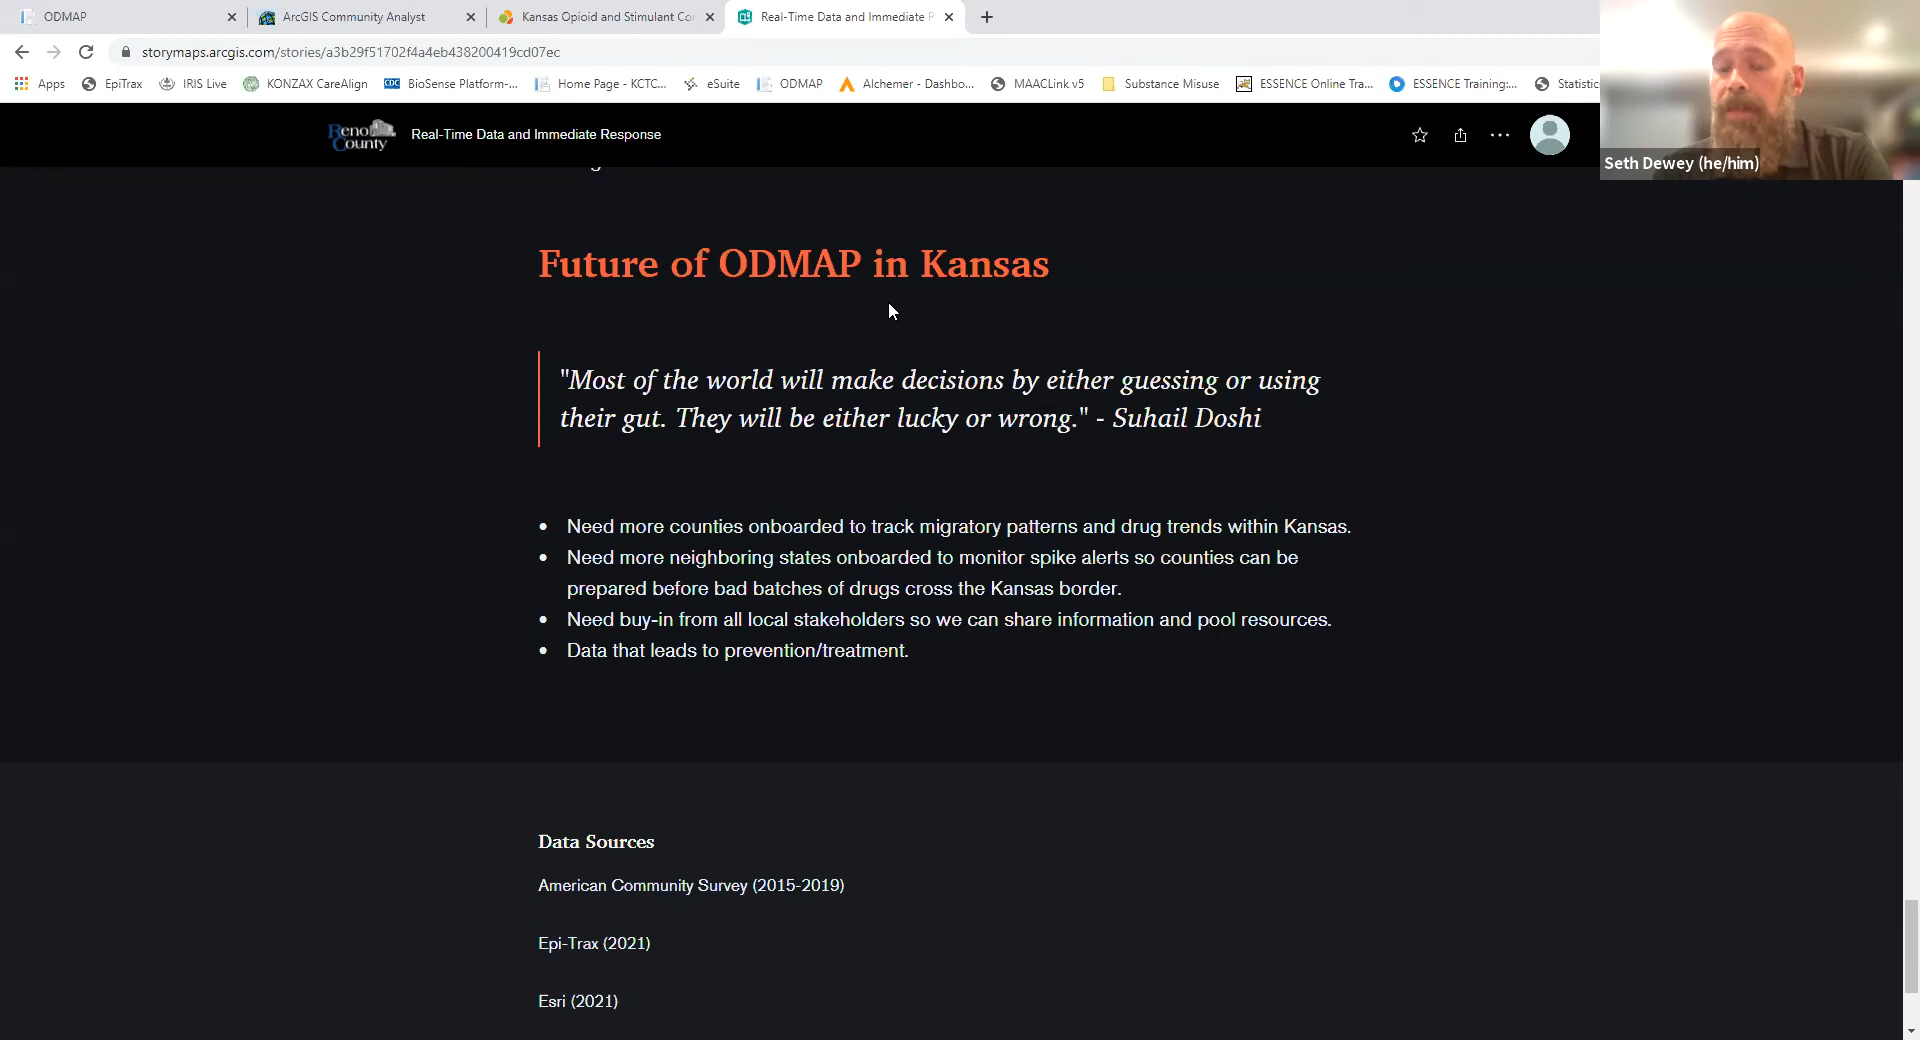 ODMAP
ArcGIS Community Analyst
Kansas Opioid and Stimulant Co
Real-Time Data and Immediate R
storymaps.arcgis.com/stories/a3b29f51702f4a4eb438200419cd07ec
Apps EpiTrax IRIS Live KONZAX CareAlign CDC BioSense Platform-... Home Page - KCTC... eSuite ODMAP Alchemer - Dashbo... MAACLink v5 Substance Misuse ESSENCE Online Tra... ESSENCE Training:... Statistic
Reno County
Real-Time Data and Immediate Response
Seth Dewey (he/him)
Future of ODMAP in Kansas
"Most of the world will make decisions by either guessing or using
their gut. They will be either lucky or wrong." - Suhail Doshi
• Need more counties onboarded to track migratory patterns and drug trends within Kansas.
• Need more neighboring states onboarded to monitor spike alerts so counties can be
prepared before bad batches of drugs cross the Kansas border.
• Need buy-in from all local stakeholders so we can share information and pool resources.
• Data that leads to prevention/treatment.
Data Sources
American Community Survey (2015-2019)
Epi-Trax (2021)
Esri (2021)